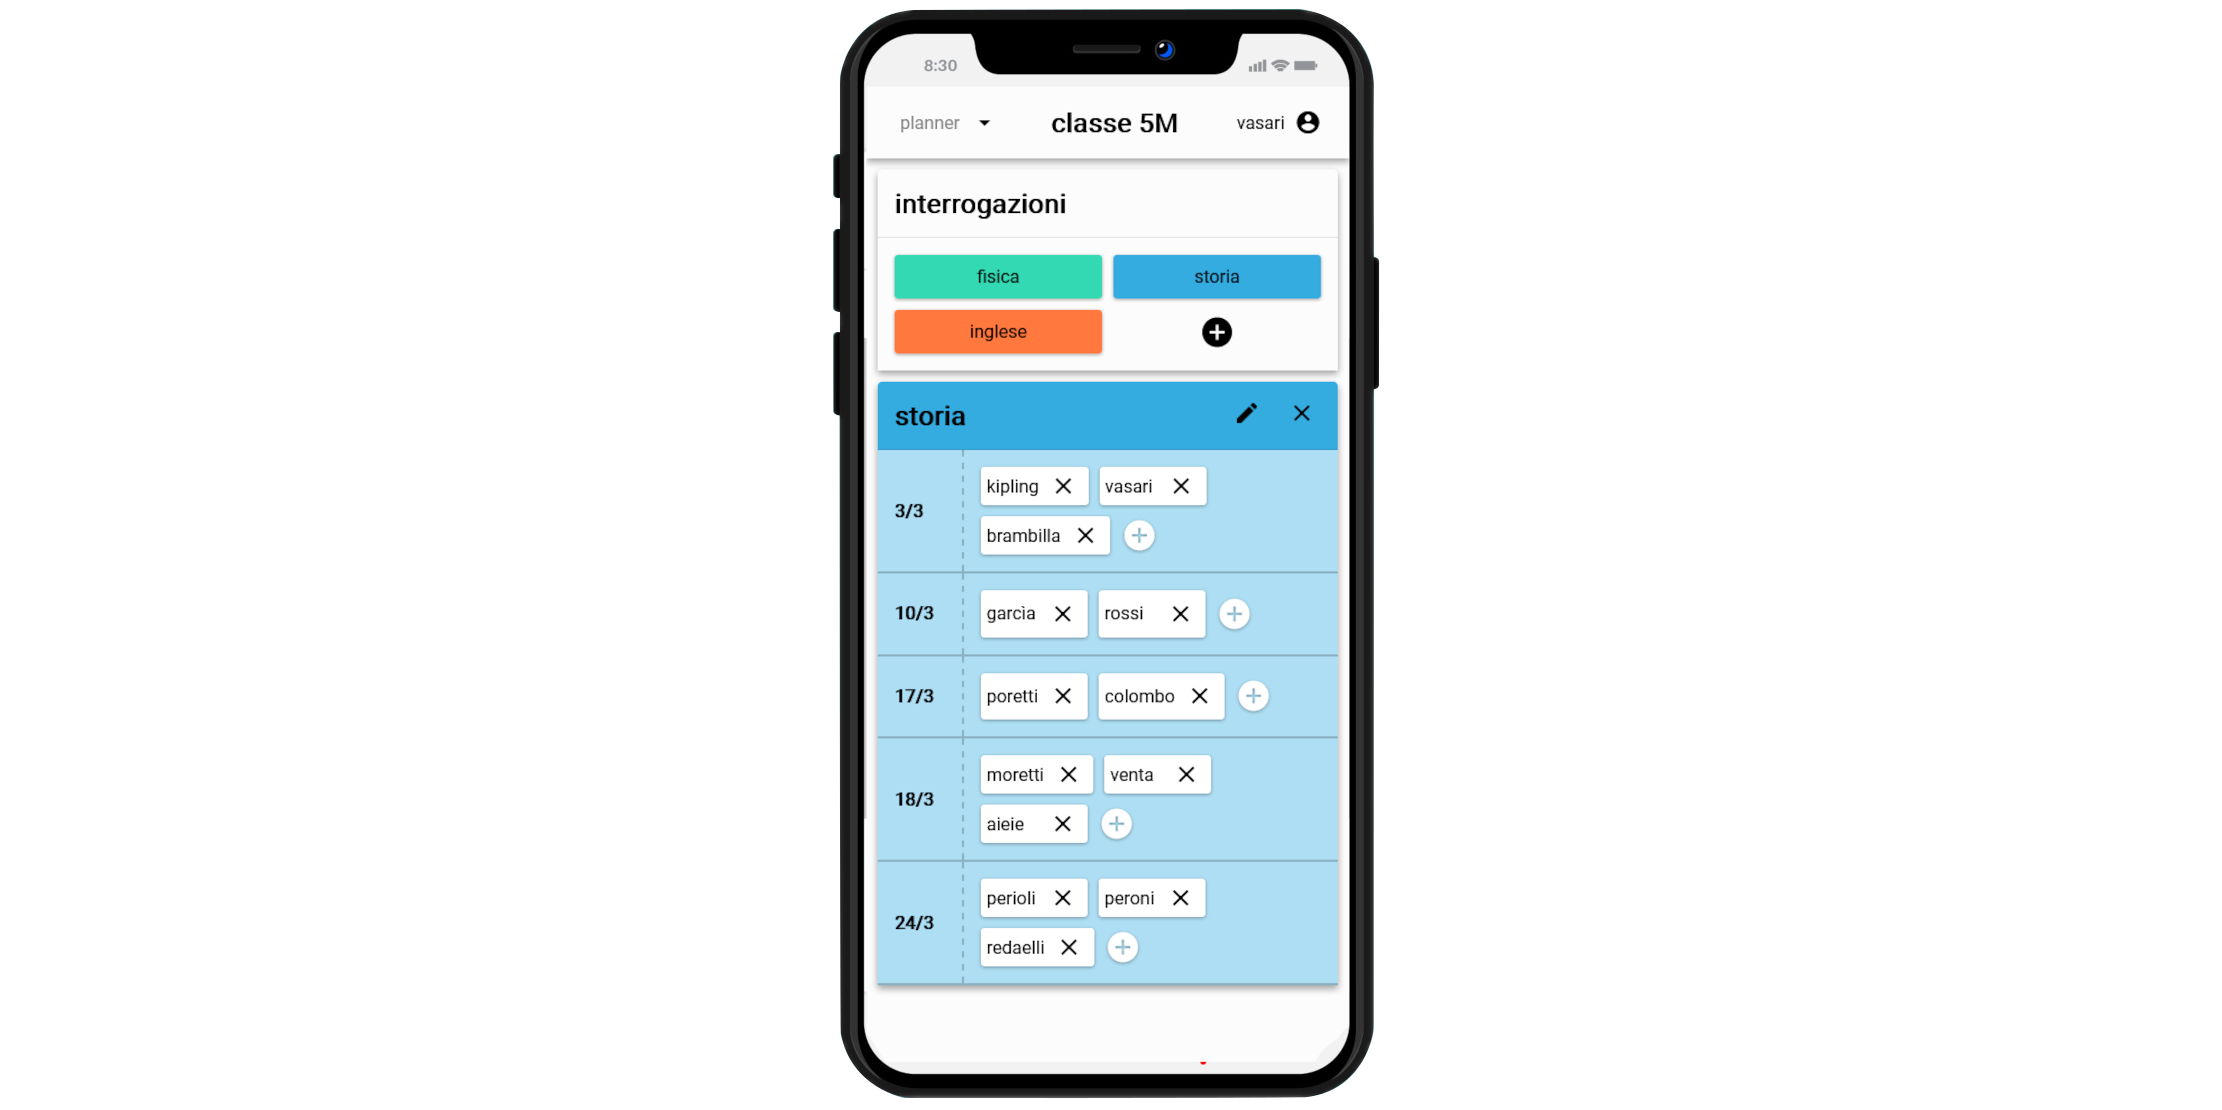 8:30
planner classe 5M vasari
interrogazioni
fisica storia
inglese
storia
3/3 kipling vasari
brambilla
10/3 garcìa rossi
17/3 poretti colombo
18/3 moretti venta
aieie
24/3 perioli peroni
redaelli